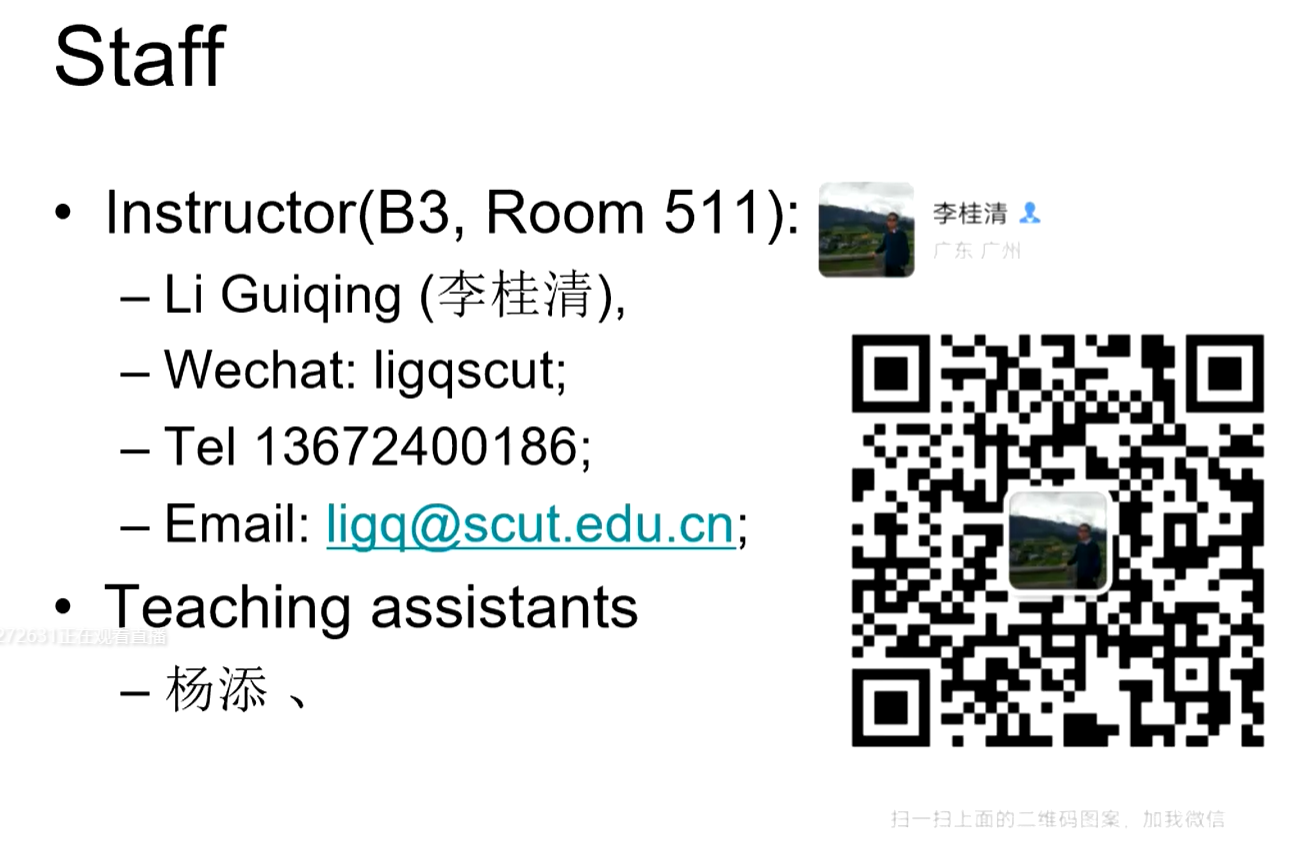 Staff
• Instructor(B3, Room 511):
李桂清
广东 广州
– Li Guiqing (李桂清),
– Wechat: ligqscut;
– Tel 13672400186;
– Email: ligq@scut.edu.cn;
• Teaching assistants
272631正在观看直播
– 杨添 、
扫一扫上面的二维码图案，加我微信